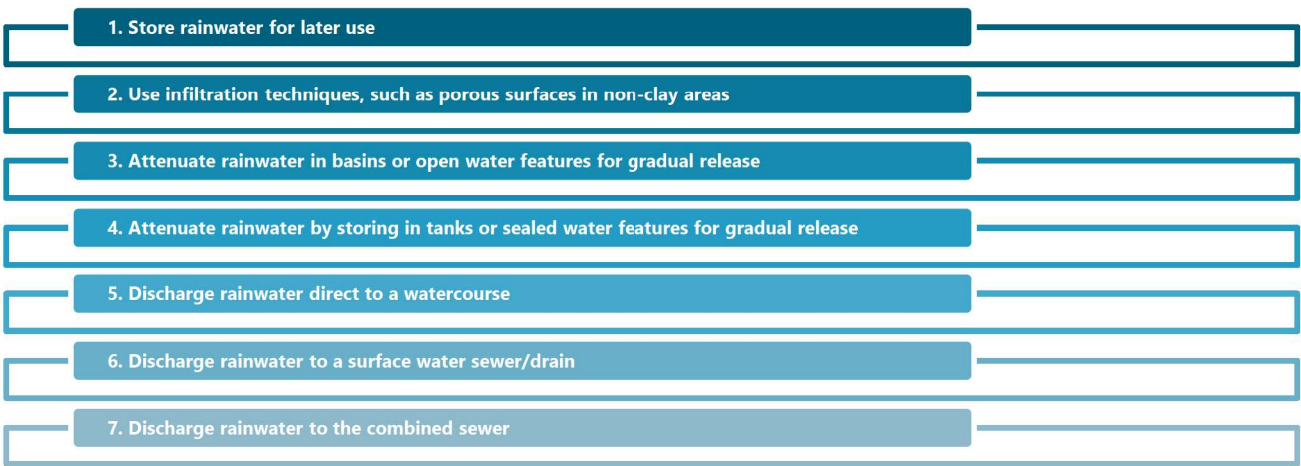 1. Store rainwater for later use
2. Use infiltration techniques, such as porous surfaces in non-clay areas
3. Attenuate rainwater in basins or open water features for gradual release
4. Attenuate rainwater by storing in tanks or sealed water features for gradual release
5. Discharge rainwater direct to a watercourse
6. Discharge rainwater to a surface water sewer/drain
7. Discharge rainwater to the combined sewer